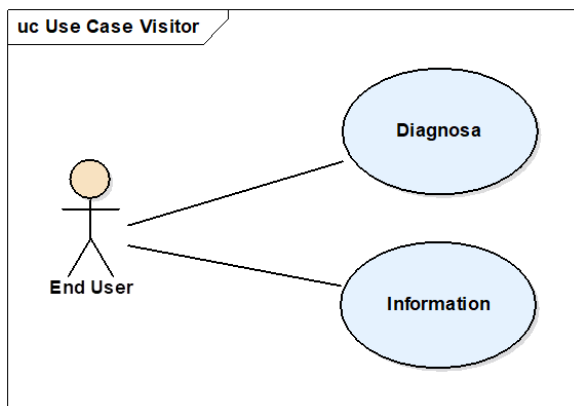 uc Use Case Visitor
Diagnosa
End User
Information